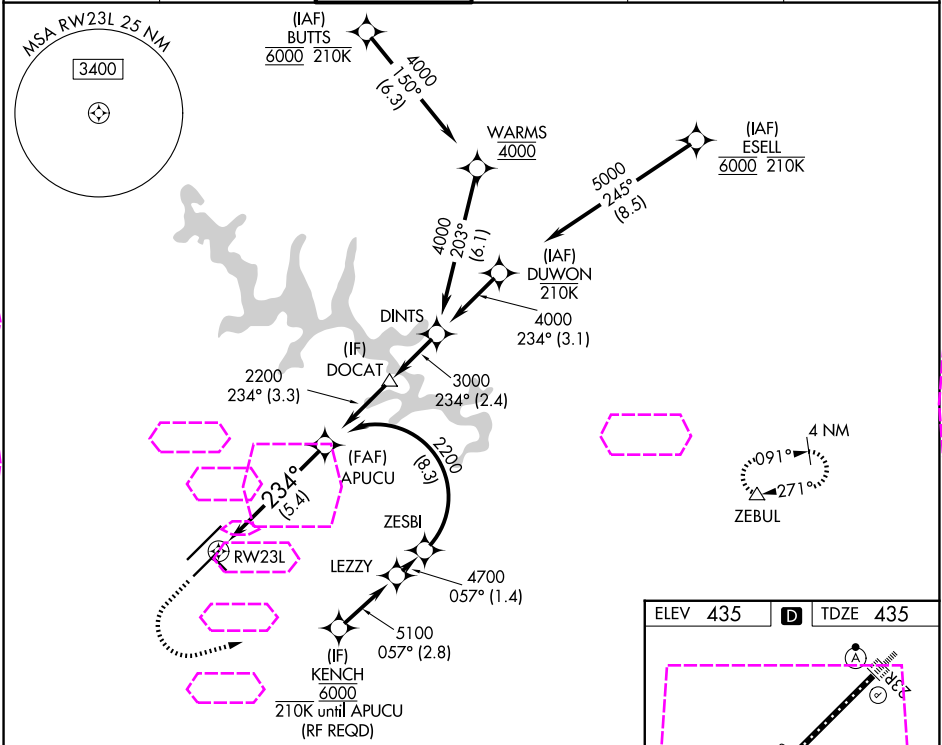 MSA RW23L 25 NM
3400
(IAF)
BUTTS
6000 210K
4000
150°
(6.3)
WARMS
4000
(IAF)
ESELL
6000 210K
5000
245°
(8.5)
4000
203°
(6.1)
(IAF)
DUWON
210K
4000
234° (3.1)
DINTS
(IF)
DOCAT
3000
234° (2.4)
2200
234° (3.3)
(FAF)
APUCU
2200
(8.3)
234°
(5.4)
4 NM
091°
271°
ZEBUL
ZESBI
RW23L
LEZZY
4700
057° (1.4)
5100
057° (2.8)
(IF)
KENCH
6000
210K until APUCU
(RF REQD)
ELEV 435 D TDZE 435
A
23R
P